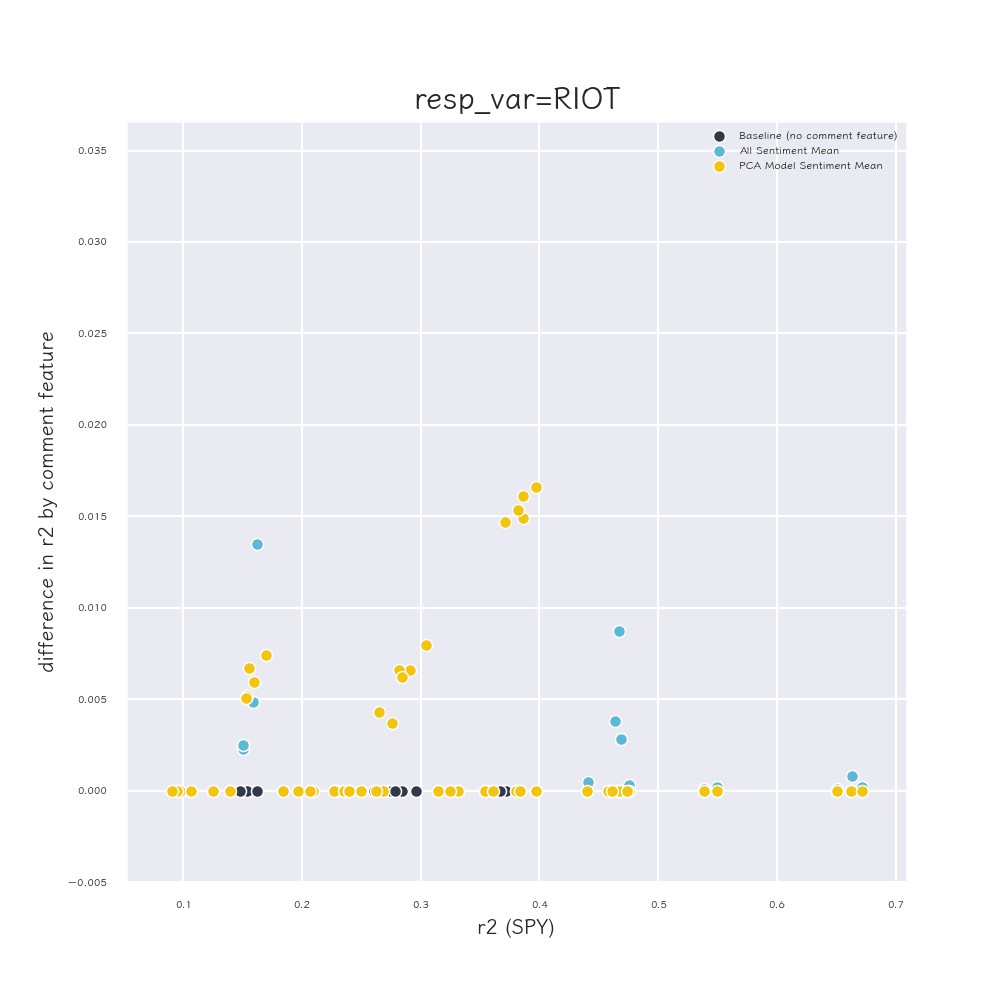 resp_var=RIOT
Baseline (no comment feature)
All Sentiment Mean
PCA Model Sentiment Mean
0.035
0.030
0.025
0.020
0.015
0.010
0.005
0.000
−0.005
difference in r2 by comment feature
0.1 0.2 0.3 0.4 0.5 0.6 0.7
r2 (SPY)